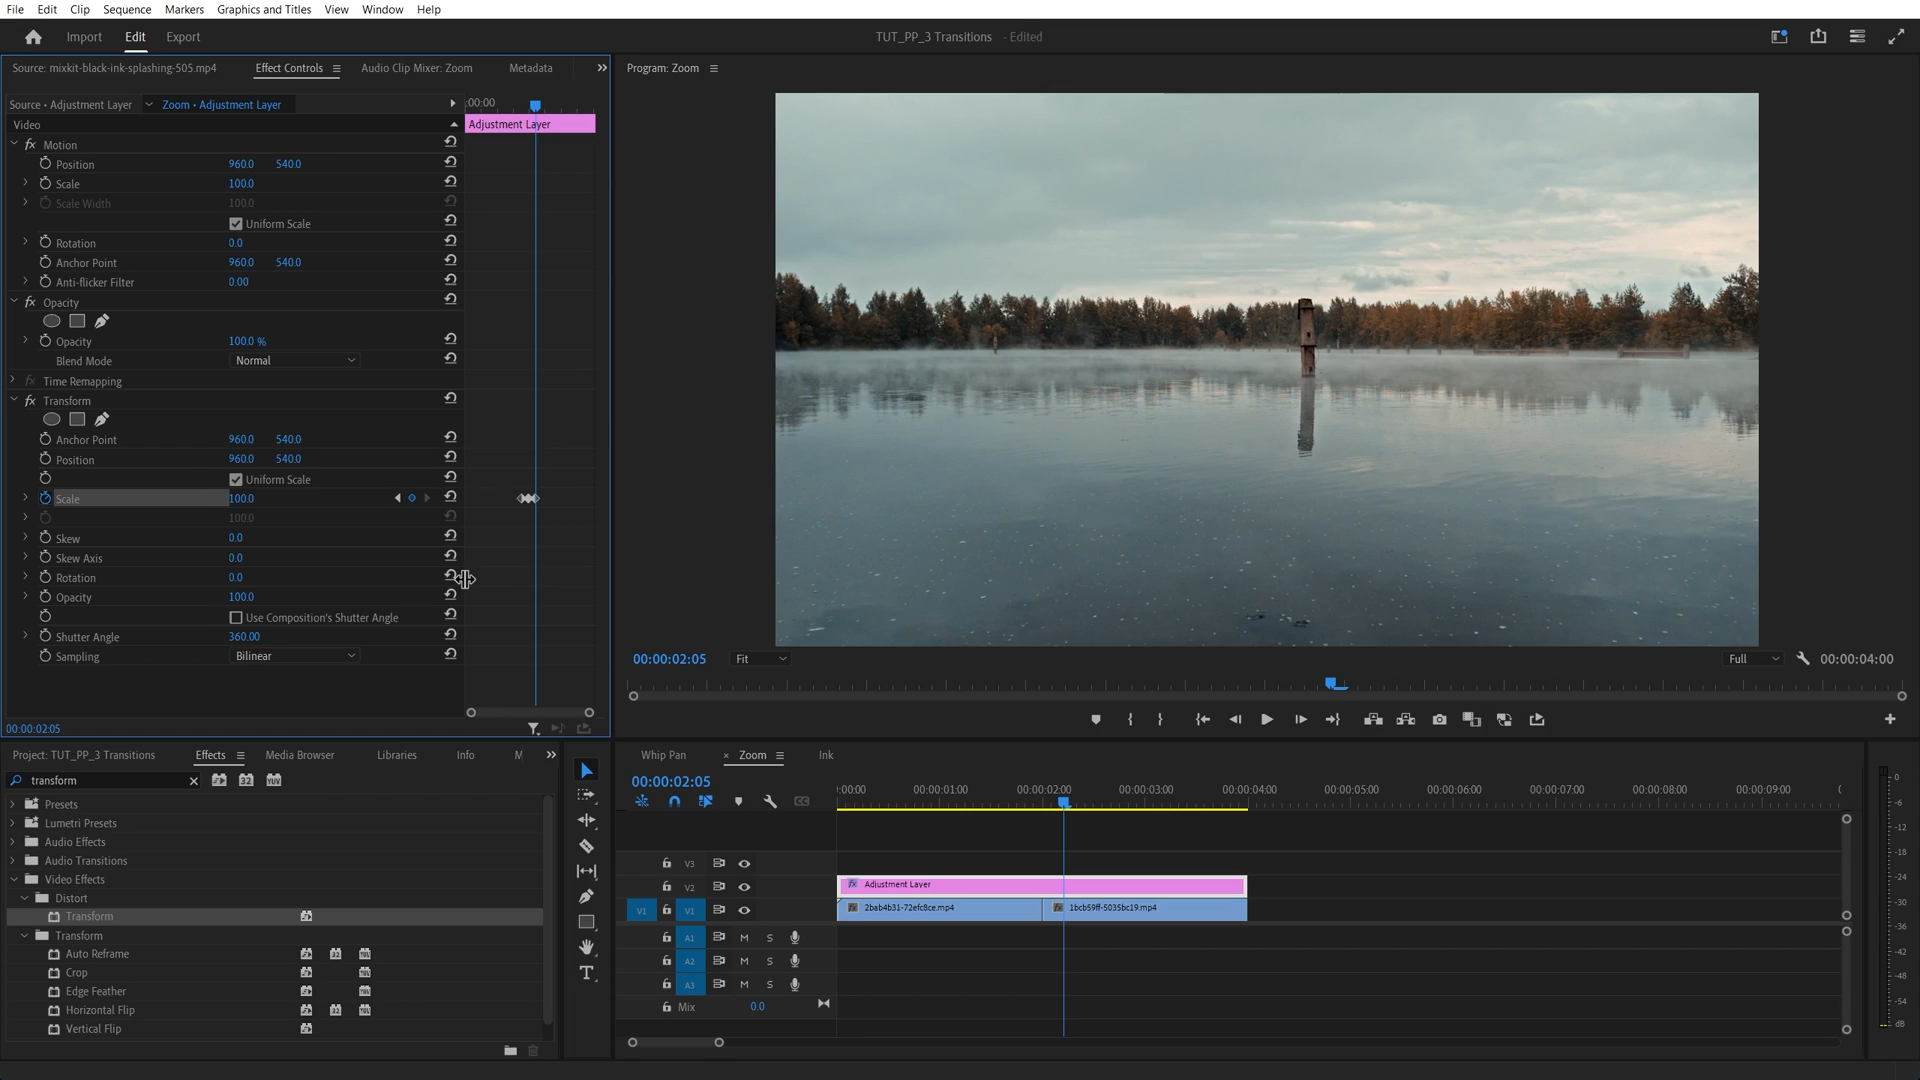 File Edit Clip Sequence Markers Adjustments Graphics and Titles View Window Help
Import Edit Export TUT_PP_3 Transitions - Edited
Source: mixkit-black-ink-splashing-505.mp4 Effect Controls Audio Clip Mixer: Zoom Metadata
Source • Adjustment Layer Zoom • Adjustment Layer :00:00
Video Adjustment Layer
fx Motion
Position 960.0 540.0
Scale 100.0
Scale Width 100.0
Uniform Scale
Rotation 0.0
Anchor Point 960.0 540.0
Anti-flicker Filter 0.00
fx Opacity
Opacity 100.0 %
Blend Mode Normal
fx Time Remapping
fx Transform
Anchor Point 960.0 540.0
Position 960.0 540.0
Uniform Scale
Scale 100.0
100.0
Skew 0.0
Skew Axis 0.0
Rotation 0.0
Opacity 100.0
Use Composition's Shutter Angle
Shutter Angle 360.00
Sampling Bilinear
00:00:02:05
Program: Zoom
00:00:02:05 Fit Full 00:00:04:00
Project: TUT_PP_3 Transitions Effects Media Browser Libraries Info M
transform 32 YUV
Presets
Lumetri Presets
Audio Effects
Audio Transitions
Video Effects
Distort
Transform
Transform
Auto Reframe
Crop
Edge Feather
Horizontal Flip
Vertical Flip
T
Whip Pan × Zoom Ink
00:00:02:05
:00:00 00:00:01:00 00:00:02:00 00:00:03:00 00:00:04:00 00:00:05:00 00:00:06:00 00:00:07:00 00:00:08:00 00:00:09:00
V3
V2 fx Adjustment Layer
V1 V1 fx 2bab4b31-72efc8ce.mp4 fx 1bcb59ff-5035bc19.mp4
A1 M S
A2 M S
A3 M S
Mix 0.0
0
-6
-12
-18
-24
-30
-36
-42
-48
-54
dB